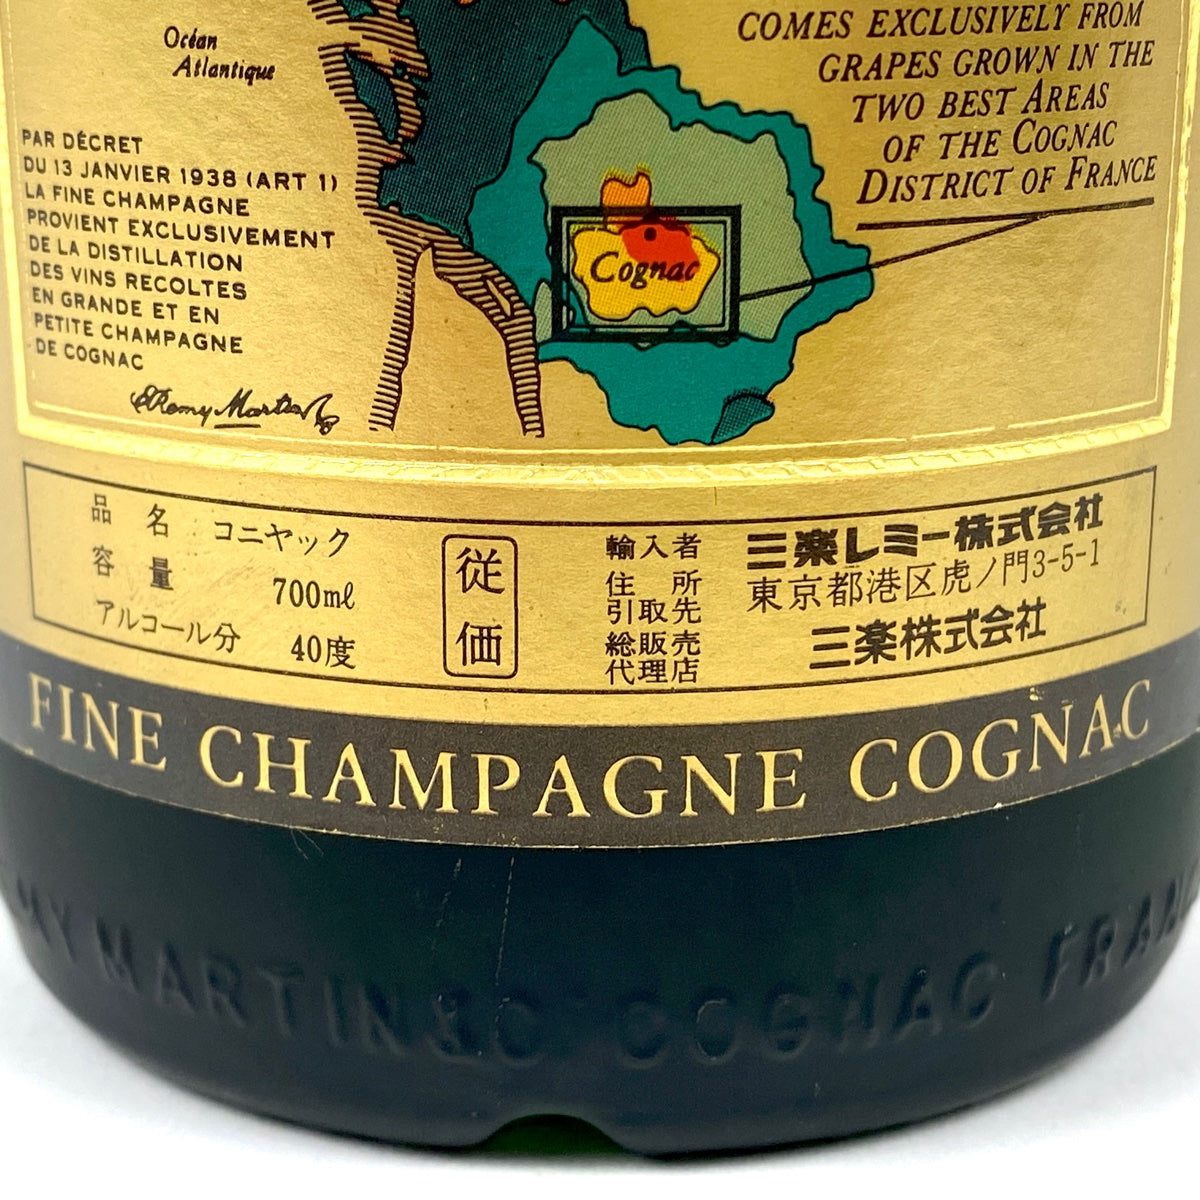 Océan
Atlantique
COMES EXCLUSIVELY FROM
GRAPES GROWN IN THE
TWO BEST AREAS
OF THE COGNAC
DISTRICT OF FRANCE
PAR DÉCRET
DU 13 JANVIER 1938 (ART 1)
LA FINE CHAMPAGNE
PROVIENT EXCLUSIVEMENT
DE LA DISTILLATION
DES VINS RECOLTES
EN GRANDE ET EN
PETITE CHAMPAGNE
DE COGNAC
E Remy Martin
Cognac
品名 コニヤック
容量 700ml
アルコール分 40度
従価
輸入者 三楽レミー株式会社
住所 東京都港区虎ノ門3-5-1
引取先
総販売 三楽株式会社
代理店
FINE CHAMPAGNE COGNAC
MY MARTIN & C COGNAC FRAN